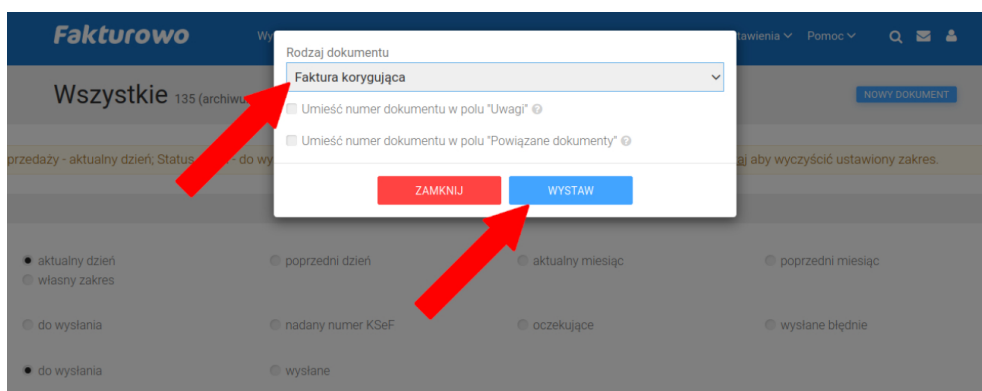 Fakturowo
Wy
tawienia
Pomoc
Rodzaj dokumentu
Faktura korygująca
Wszystkie 135 (archiwu
NOWY DOKUMENT
Umieść numer dokumentu w polu "Uwagi"
Umieść numer dokumentu w polu "Powiązane dokumenty"
przedaży - aktualny dzień; Status - do wy
aj aby wyczyścić ustawiony zakres.
ZAMKNIJ
WYSTAW
aktualny dzień
poprzedni dzień
aktualny miesiąc
poprzedni miesiąc
własny zakres
do wysłania
nadany numer KSeF
oczekujące
wysłane błędnie
do wysłania
wysłane